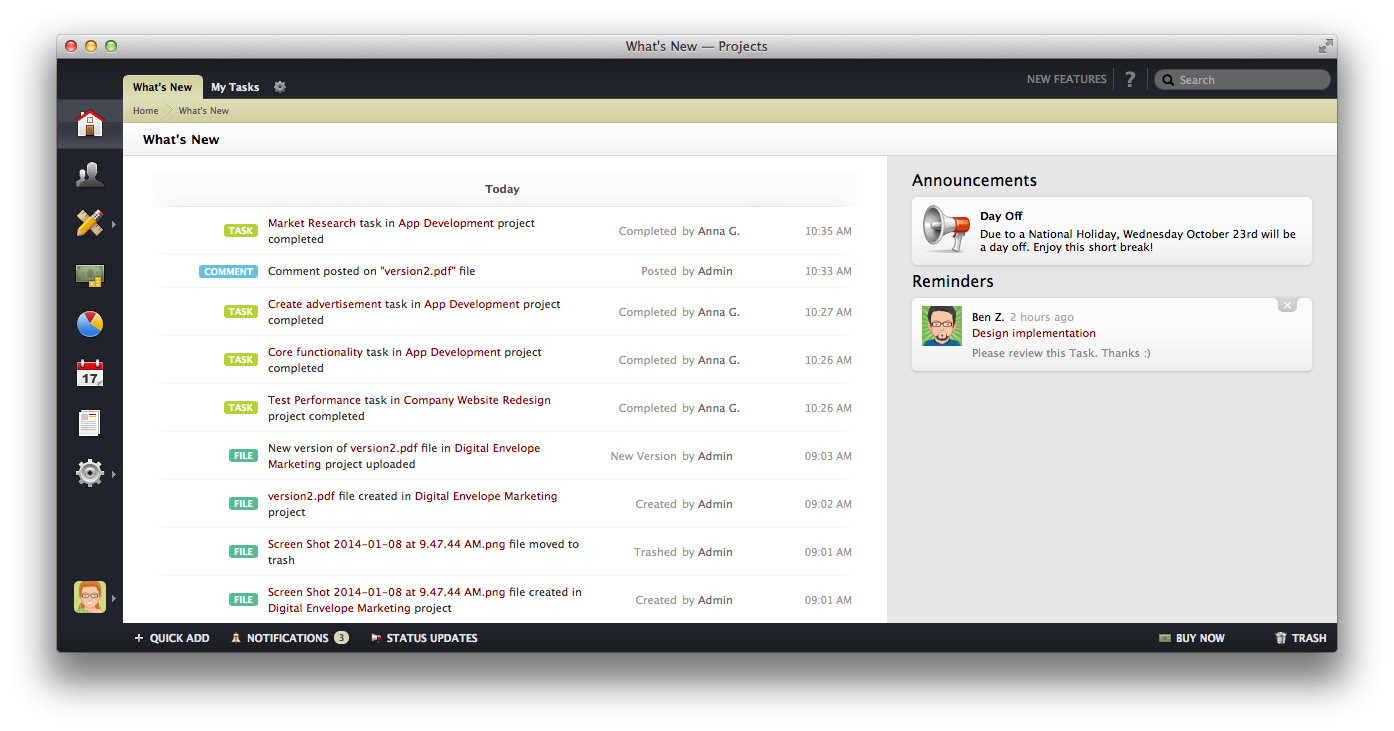 What's New — Projects
What's New
My Tasks
NEW FEATURES
?
Search
Home
What's New
What's New
17
Today
TASK
Market Research task in App Development project
completed
Completed by Anna G.
10:35 AM
COMMENT
Comment posted on "version2.pdf" file
Posted by Admin
10:33 AM
TASK
Create advertisement task in App Development project
completed
Completed by Anna G.
10:27 AM
TASK
Core functionality task in App Development project
completed
Completed by Anna G.
10:26 AM
TASK
Test Performance task in Company Website Redesign
project completed
Completed by Anna G.
10:26 AM
FILE
New version of version2.pdf file in Digital Envelope
Marketing project uploaded
New Version by Admin
09:03 AM
FILE
version2.pdf file created in Digital Envelope Marketing
project
Created by Admin
09:02 AM
FILE
Screen Shot 2014-01-08 at 9.47.44 AM.png file moved to
trash
Trashed by Admin
09:01 AM
FILE
Screen Shot 2014-01-08 at 9.47.44 AM.png file created in
Digital Envelope Marketing project
Created by Admin
09:01 AM
Announcements
Day Off
Due to a National Holiday, Wednesday October 23rd will be
a day off. Enjoy this short break!
Reminders
Ben Z. 2 hours ago
Design implementation
Please review this Task. Thanks :)
+ QUICK ADD
NOTIFICATIONS 3
STATUS UPDATES
BUY NOW
TRASH